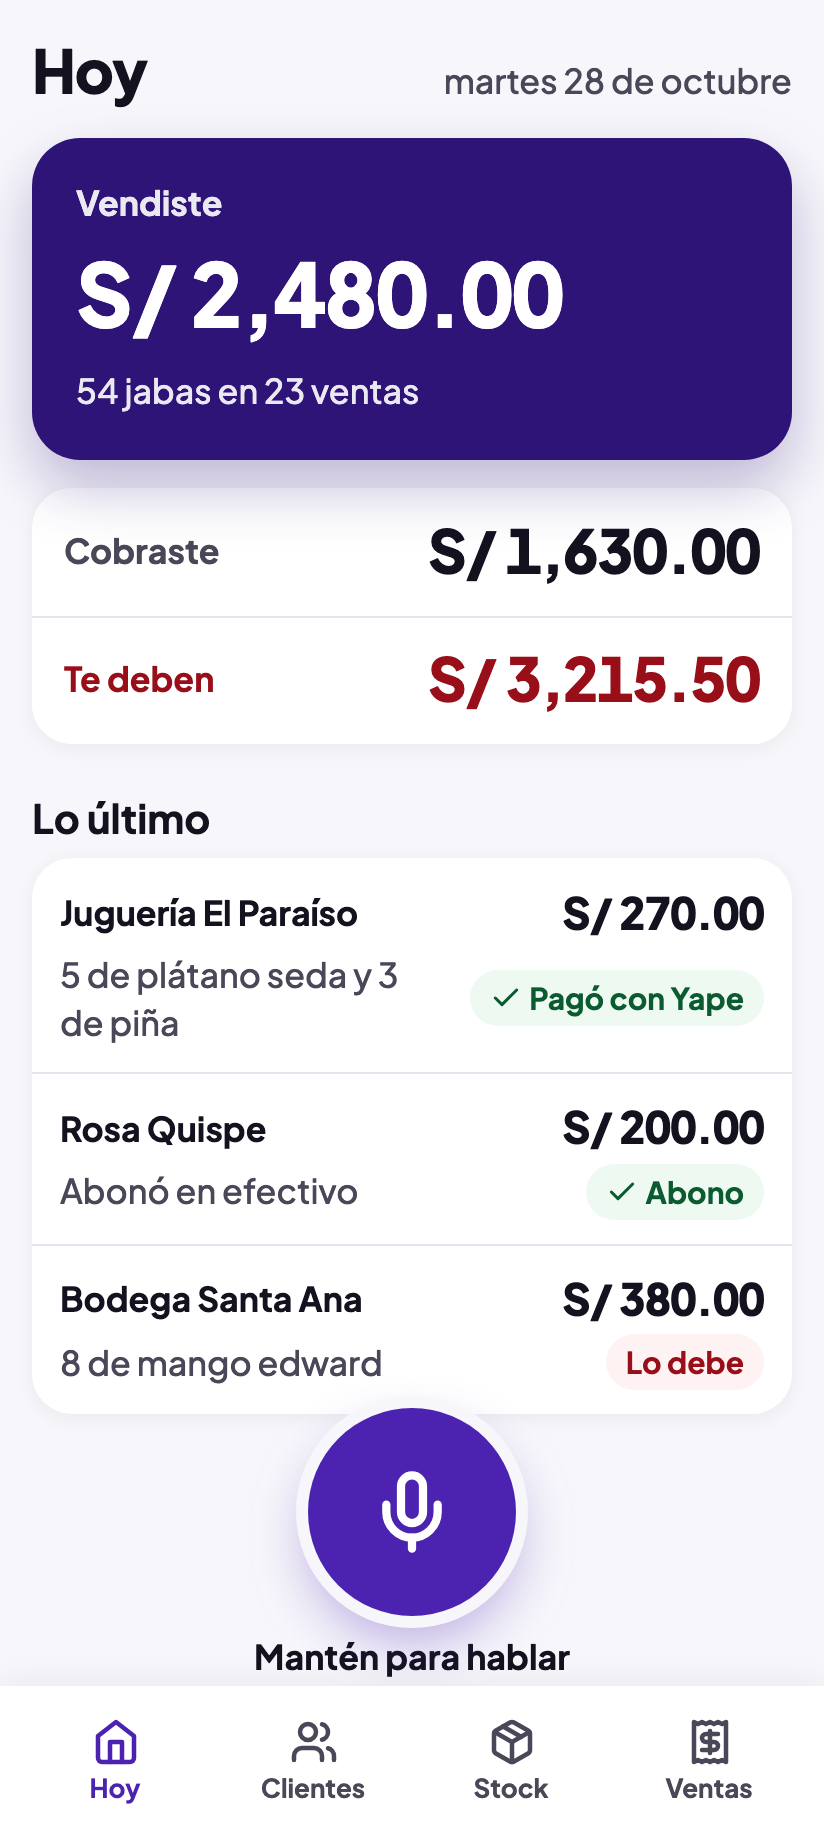 Hoy
martes 28 de octubre
Vendiste
S/ 2,480.00
54 jabas en 23 ventas
Cobraste
S/ 1,630.00
Te deben
S/ 3,215.50
Lo último
Juguería El Paraíso
S/ 270.00
5 de plátano seda y 3
de piña
Pagó con Yape
Rosa Quispe
S/ 200.00
Abonó en efectivo
Abono
Bodega Santa Ana
S/ 380.00
8 de mango edward
Lo debe
Mantén para hablar
Hoy
Clientes
Stock
Ventas